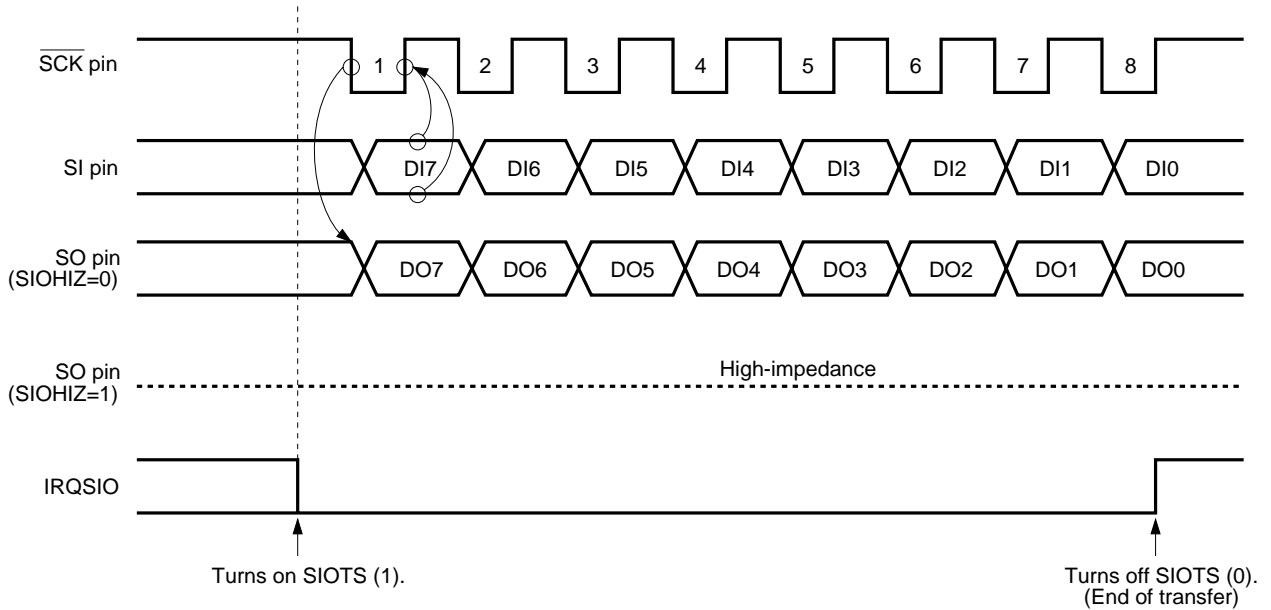 SCK pin
1 2 3 4 5 6 7 8
SI pin
DI7 DI6 DI5 DI4 DI3 DI2 DI1 DI0
SO pin
(SIOHIZ=0)
DO7 DO6 DO5 DO4 DO3 DO2 DO1 DO0
SO pin
(SIOHIZ=1)
High-impedance
IRQSIO
Turns on SIOTS (1).
Turns off SIOTS (0).
(End of transfer)